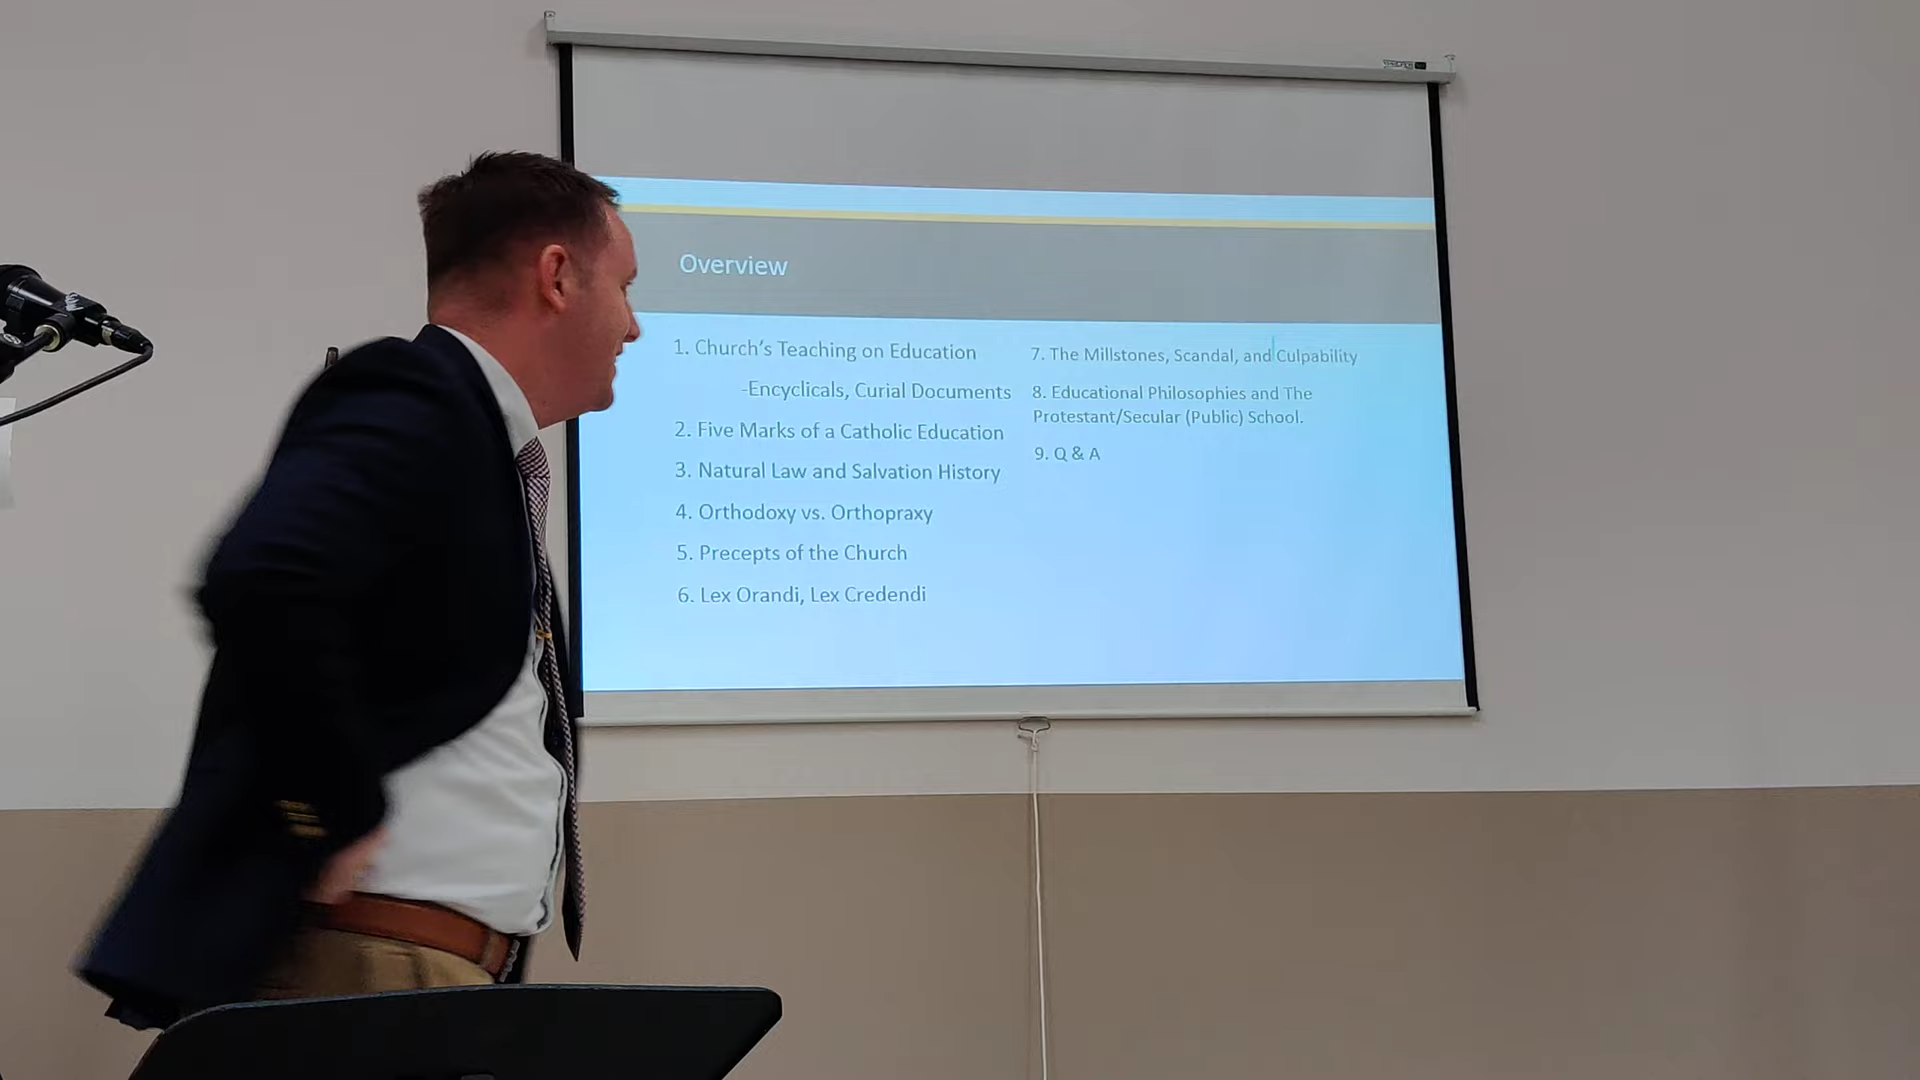 Overview
1. Church's Teaching on Education
-Encyclicals, Curial Documents
2. Five Marks of a Catholic Education
3. Natural Law and Salvation History
4. Orthodoxy vs. Orthopraxy
5. Precepts of the Church
6. Lex Orandi, Lex Credendi
7. The Millstones, Scandal, and Culpability
8. Educational Philosophies and The
Protestant/Secular (Public) School.
9. Q & A